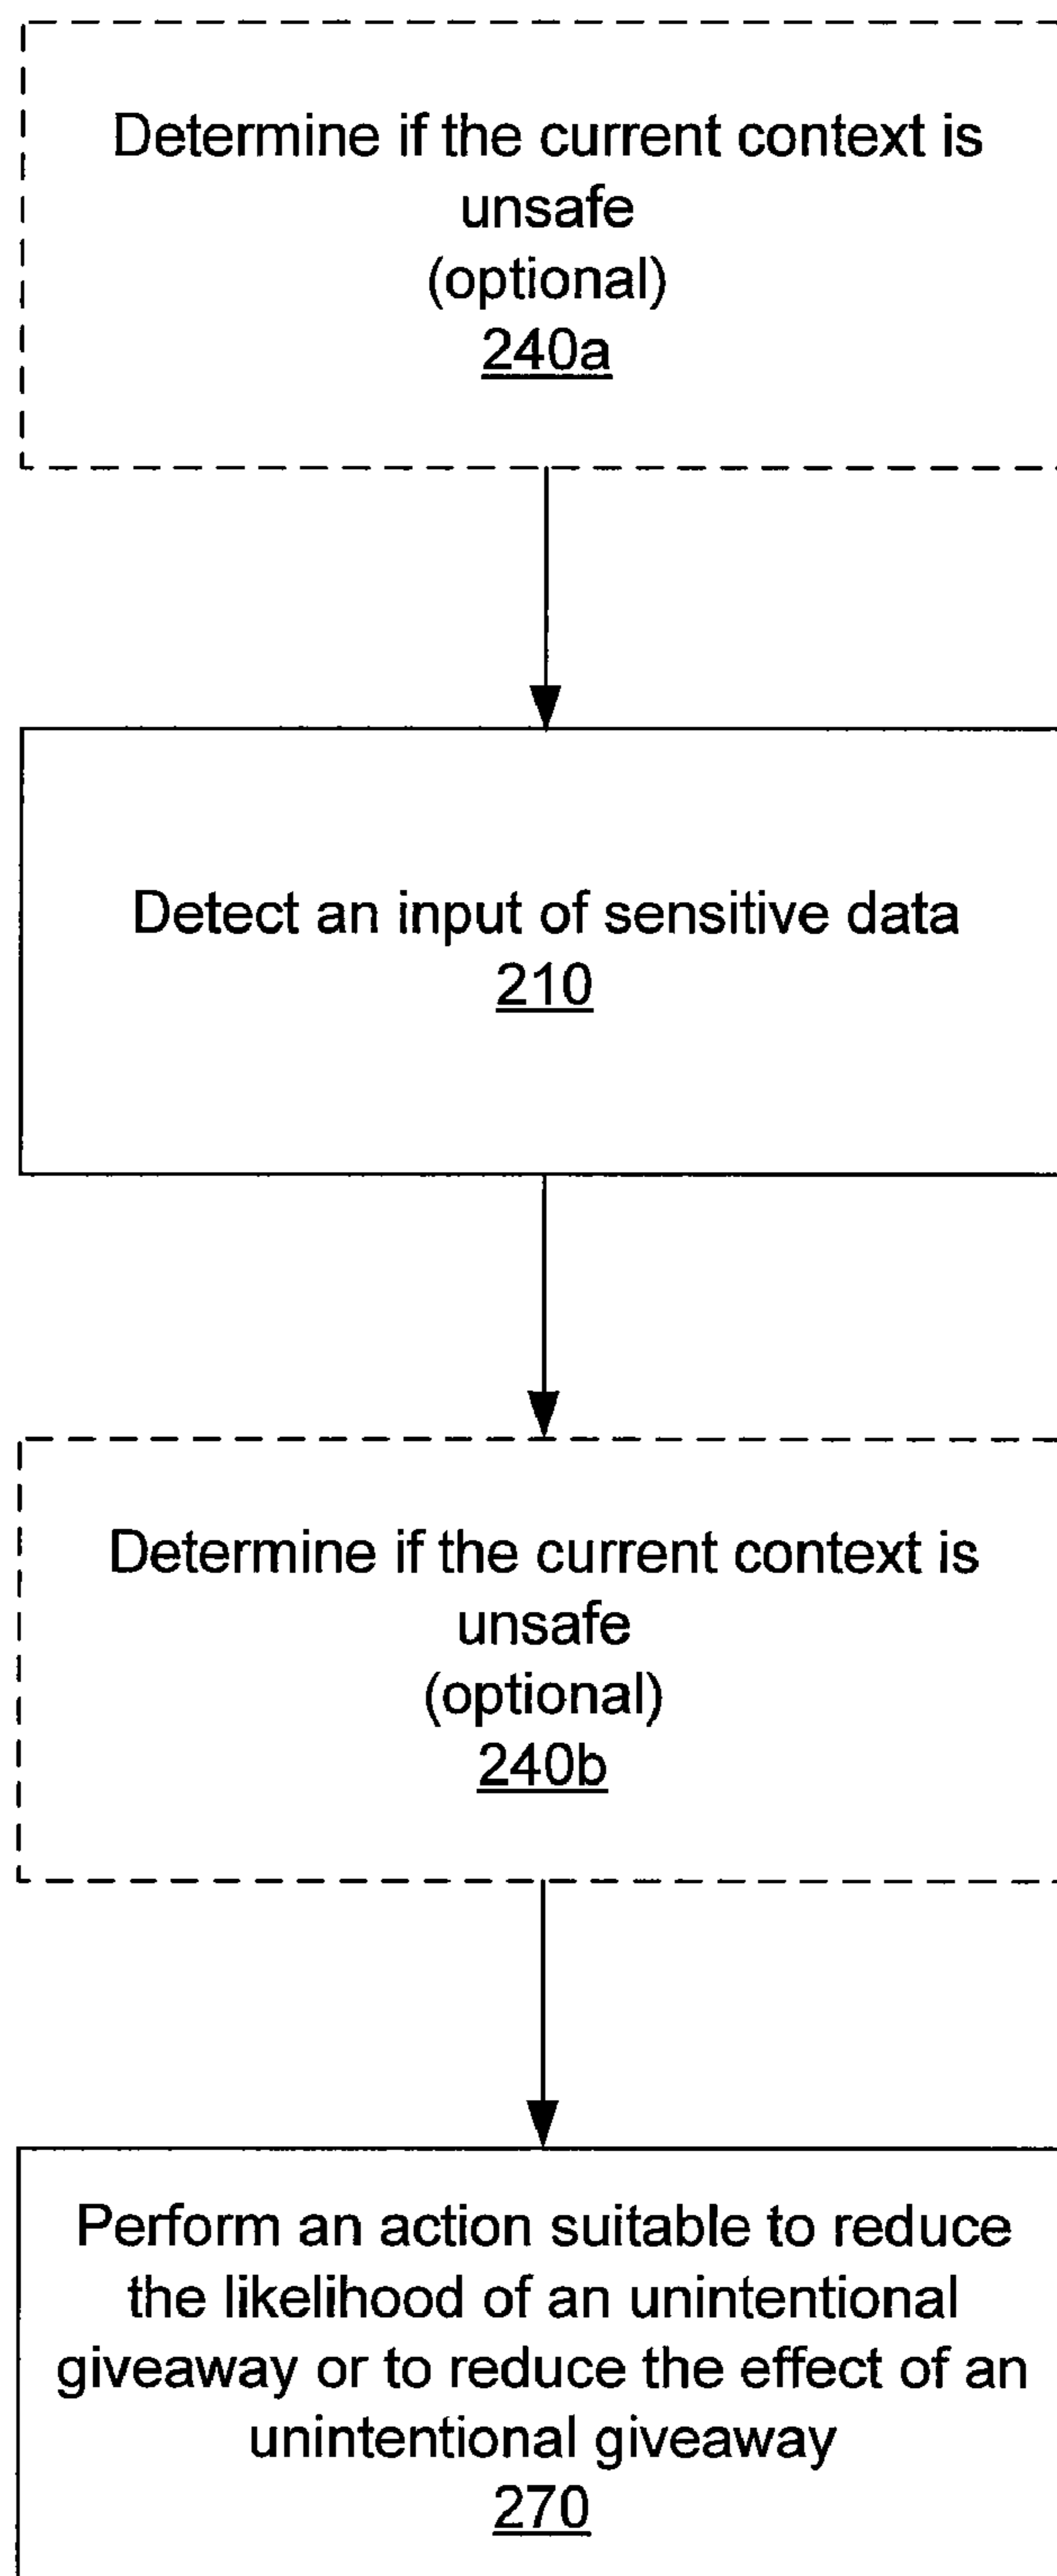 Determine if the current context is
unsafe
(optional)
240a
Detect an input of sensitive data
210
Determine if the current context is
unsafe
(optional)
240b
Perform an action suitable to reduce
the likelihood of an unintentional
giveaway or to reduce the effect of an
unintentional giveaway
270